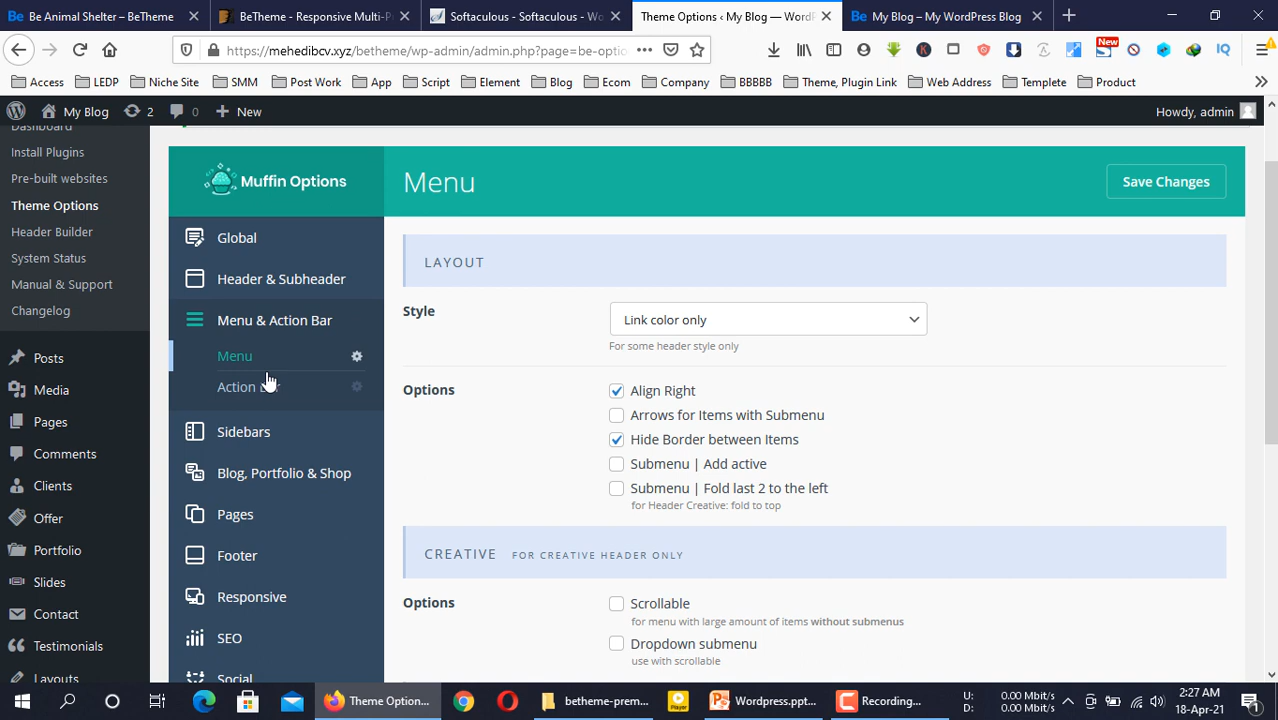 Be Animal Shelter – BeTheme
BeTheme - Responsive Multi-P
Softaculous - Softaculous - Wo
Theme Options ‹ My Blog — WordP
Be My Blog – My WordPress Blog
https://mehedibcv.xyz/betheme/wp-admin/admin.php?page=be-optio
New
IQ
Access
LEDP
Niche Site
SMM
Post Work
App
Script
Element
Blog
Ecom
Company
BBBBB
Theme, Plugin Link
Web Address
Templete
Product
My Blog
2
0
New
Howdy, admin
Dashboard
Install Plugins
Pre-built websites
Theme Options
Header Builder
System Status
Manual & Support
Changelog
Posts
Media
Pages
Comments
Clients
Offer
Portfolio
Slides
Contact
Testimonials
Layouts
Muffin Options
Global
Header & Subheader
Menu & Action Bar
Menu
Action Bar
Sidebars
Blog, Portfolio & Shop
Pages
Footer
Responsive
SEO
Social
Menu
Save Changes
LAYOUT
Style
Link color only
For some header style only
Options
Align Right
Arrows for Items with Submenu
Hide Border between Items
Submenu | Add active
Submenu | Fold last 2 to the left
for Header Creative: fold to top
CREATIVE FOR CREATIVE HEADER ONLY
Options
Scrollable
for menu with large amount of items without submenus
Dropdown submenu
use with scrollable
Theme Option...
betheme-prem...
Player
Wordpress.ppt...
Recording...
U: 0.00 Mbit/s
D: 0.00 Mbit/s
2:27 AM
18-Apr-21
1